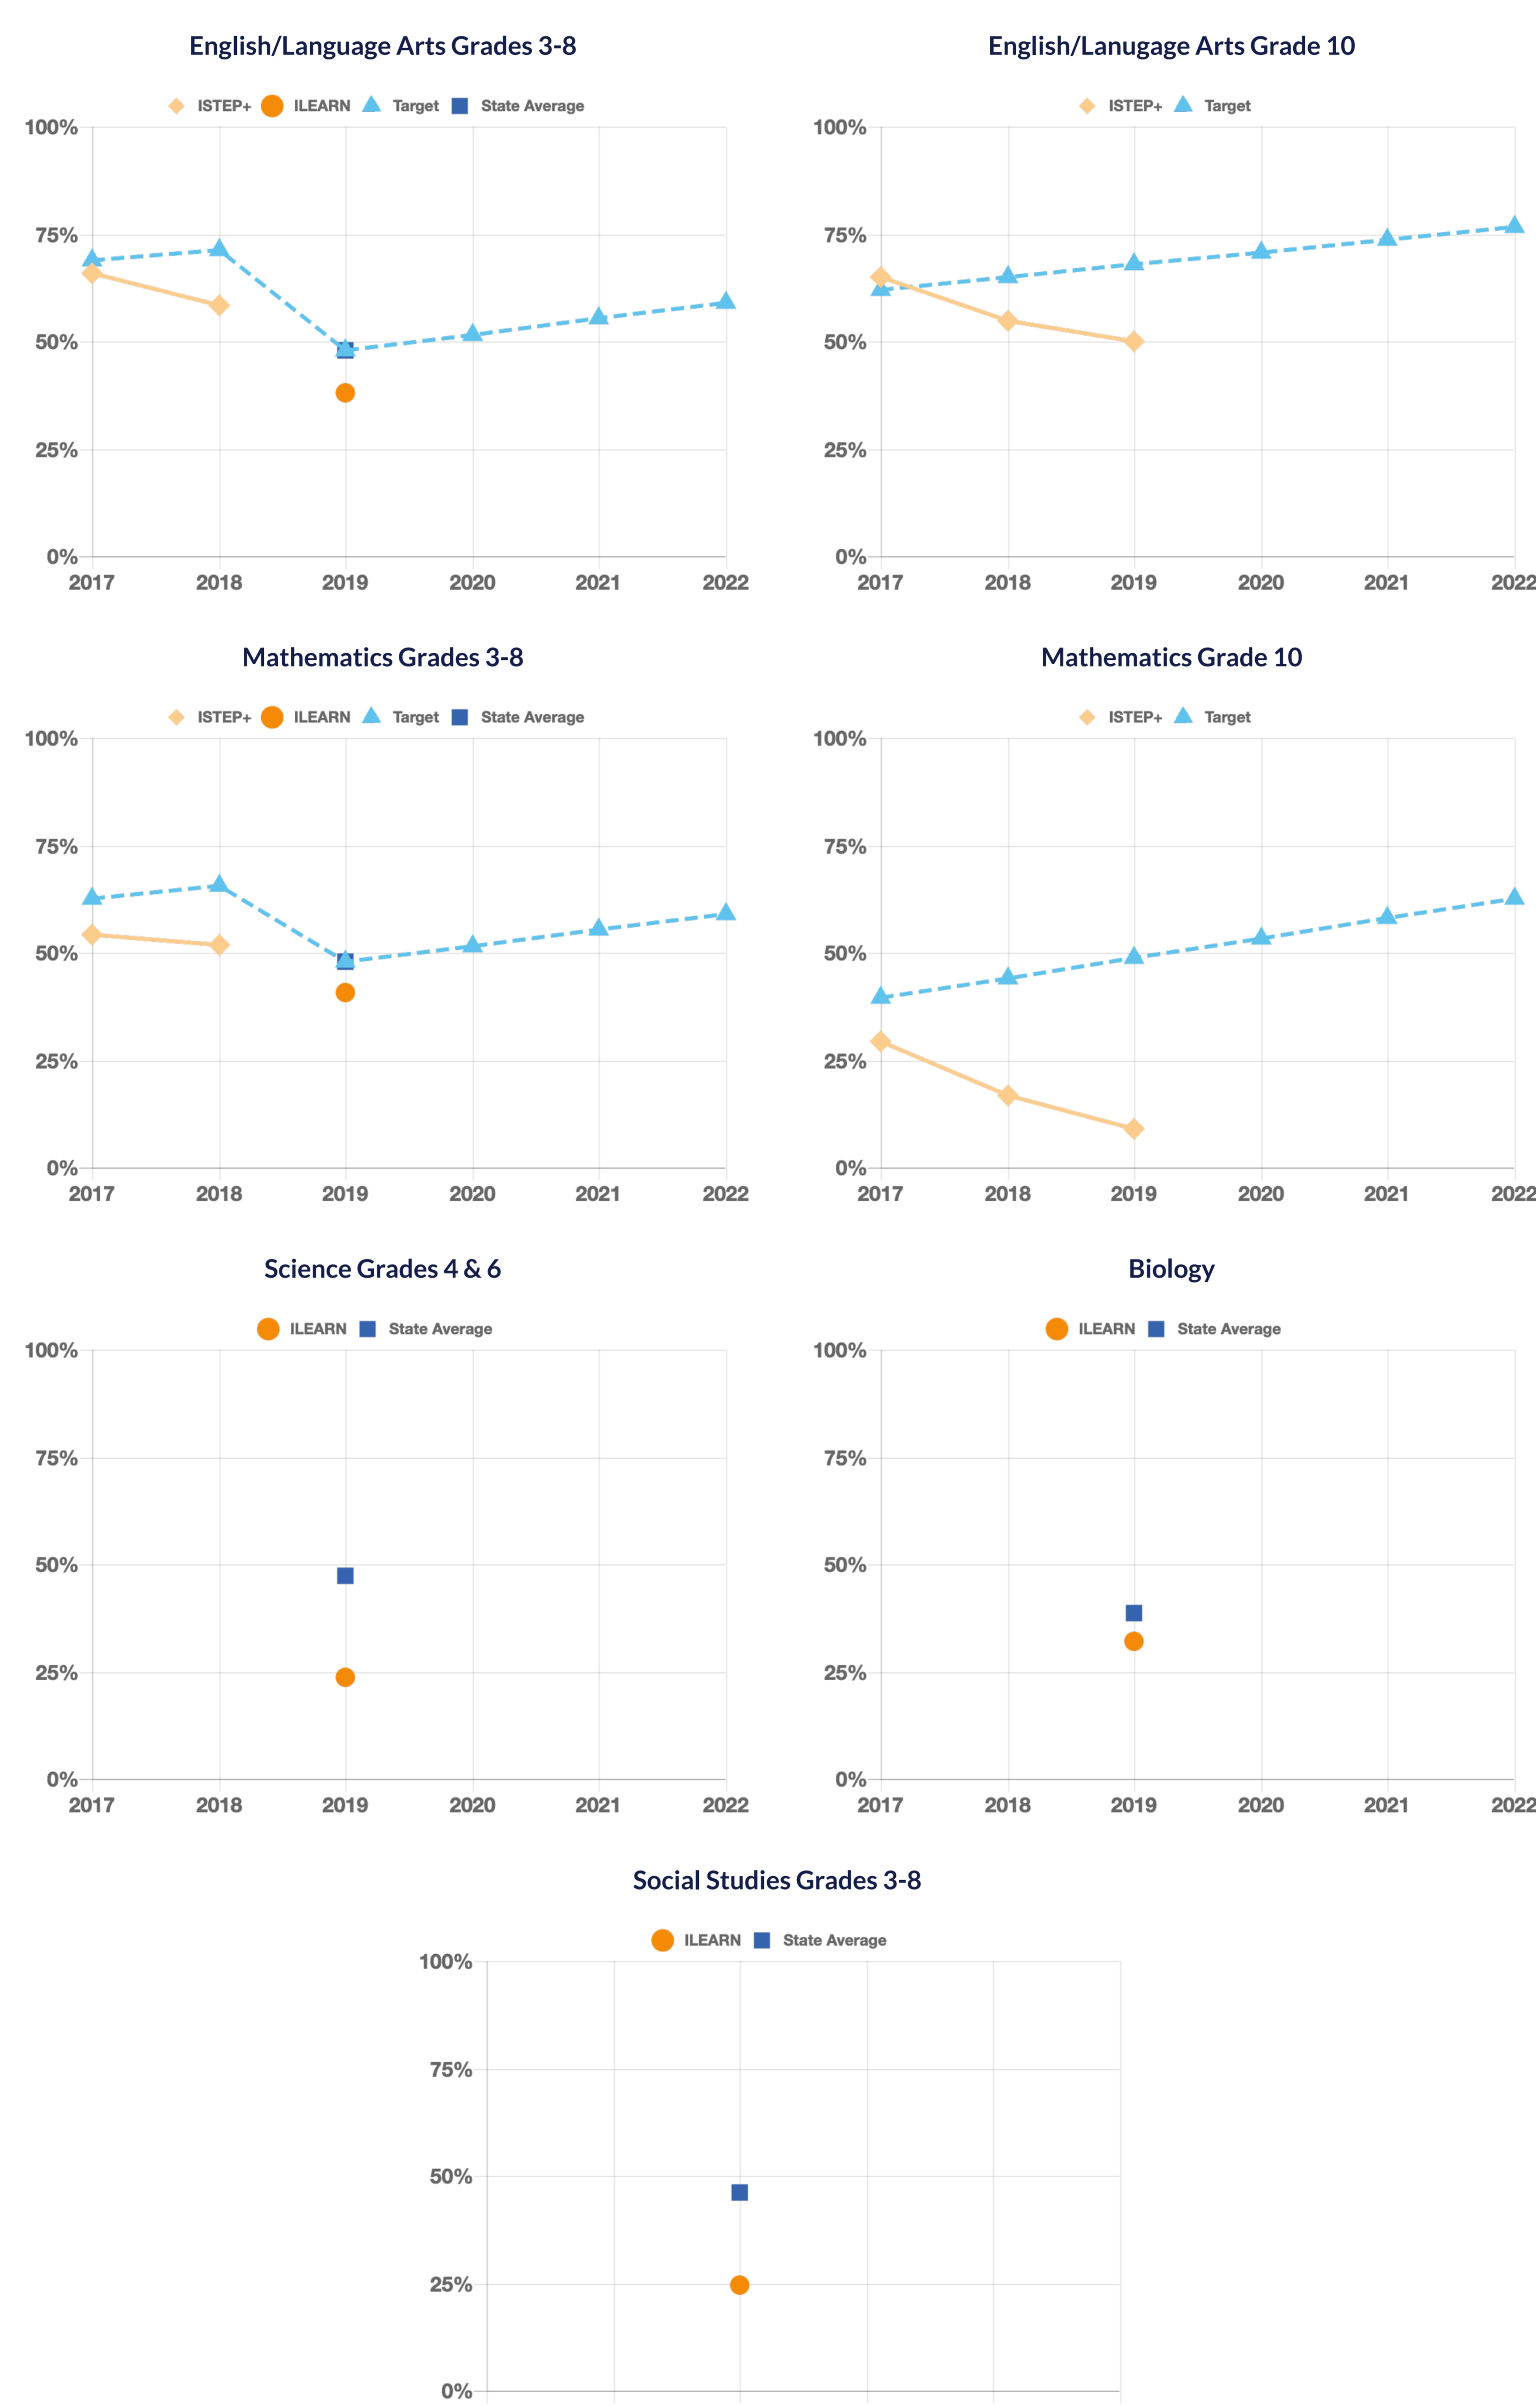 English/Language Arts Grades 3-8
ISTEP+ ILEARN Target State Average
100%
75%
50%
25%
0%
2017 2018 2019 2020 2021 2022
English/Lanugage Arts Grade 10
ISTEP+ Target
100%
75%
50%
25%
0%
2017 2018 2019 2020 2021 2022
Mathematics Grades 3-8
ISTEP+ ILEARN Target State Average
100%
75%
50%
25%
0%
2017 2018 2019 2020 2021 2022
Mathematics Grade 10
ISTEP+ Target
100%
75%
50%
25%
0%
2017 2018 2019 2020 2021 2022
Science Grades 4 & 6
ILEARN State Average
100%
75%
50%
25%
0%
2017 2018 2019 2020 2021 2022
Biology
ILEARN State Average
100%
75%
50%
25%
0%
2017 2018 2019 2020 2021 2022
Social Studies Grades 3-8
ILEARN State Average
100%
75%
50%
25%
0%